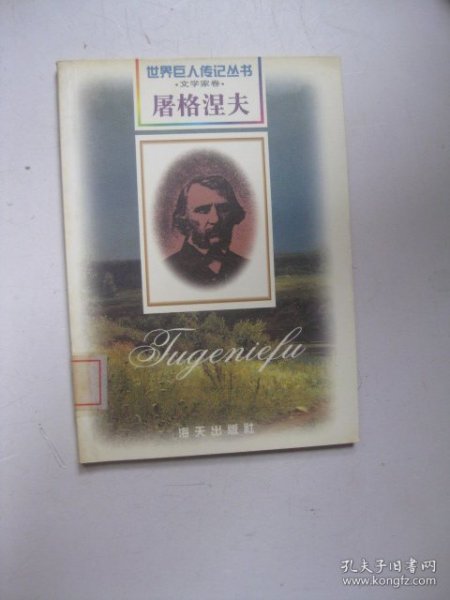 世界巨人传记丛书
•文学家卷•
屠格涅夫
Tugeniefu
海天出版社
孔夫子旧书网
www.kongfz.com